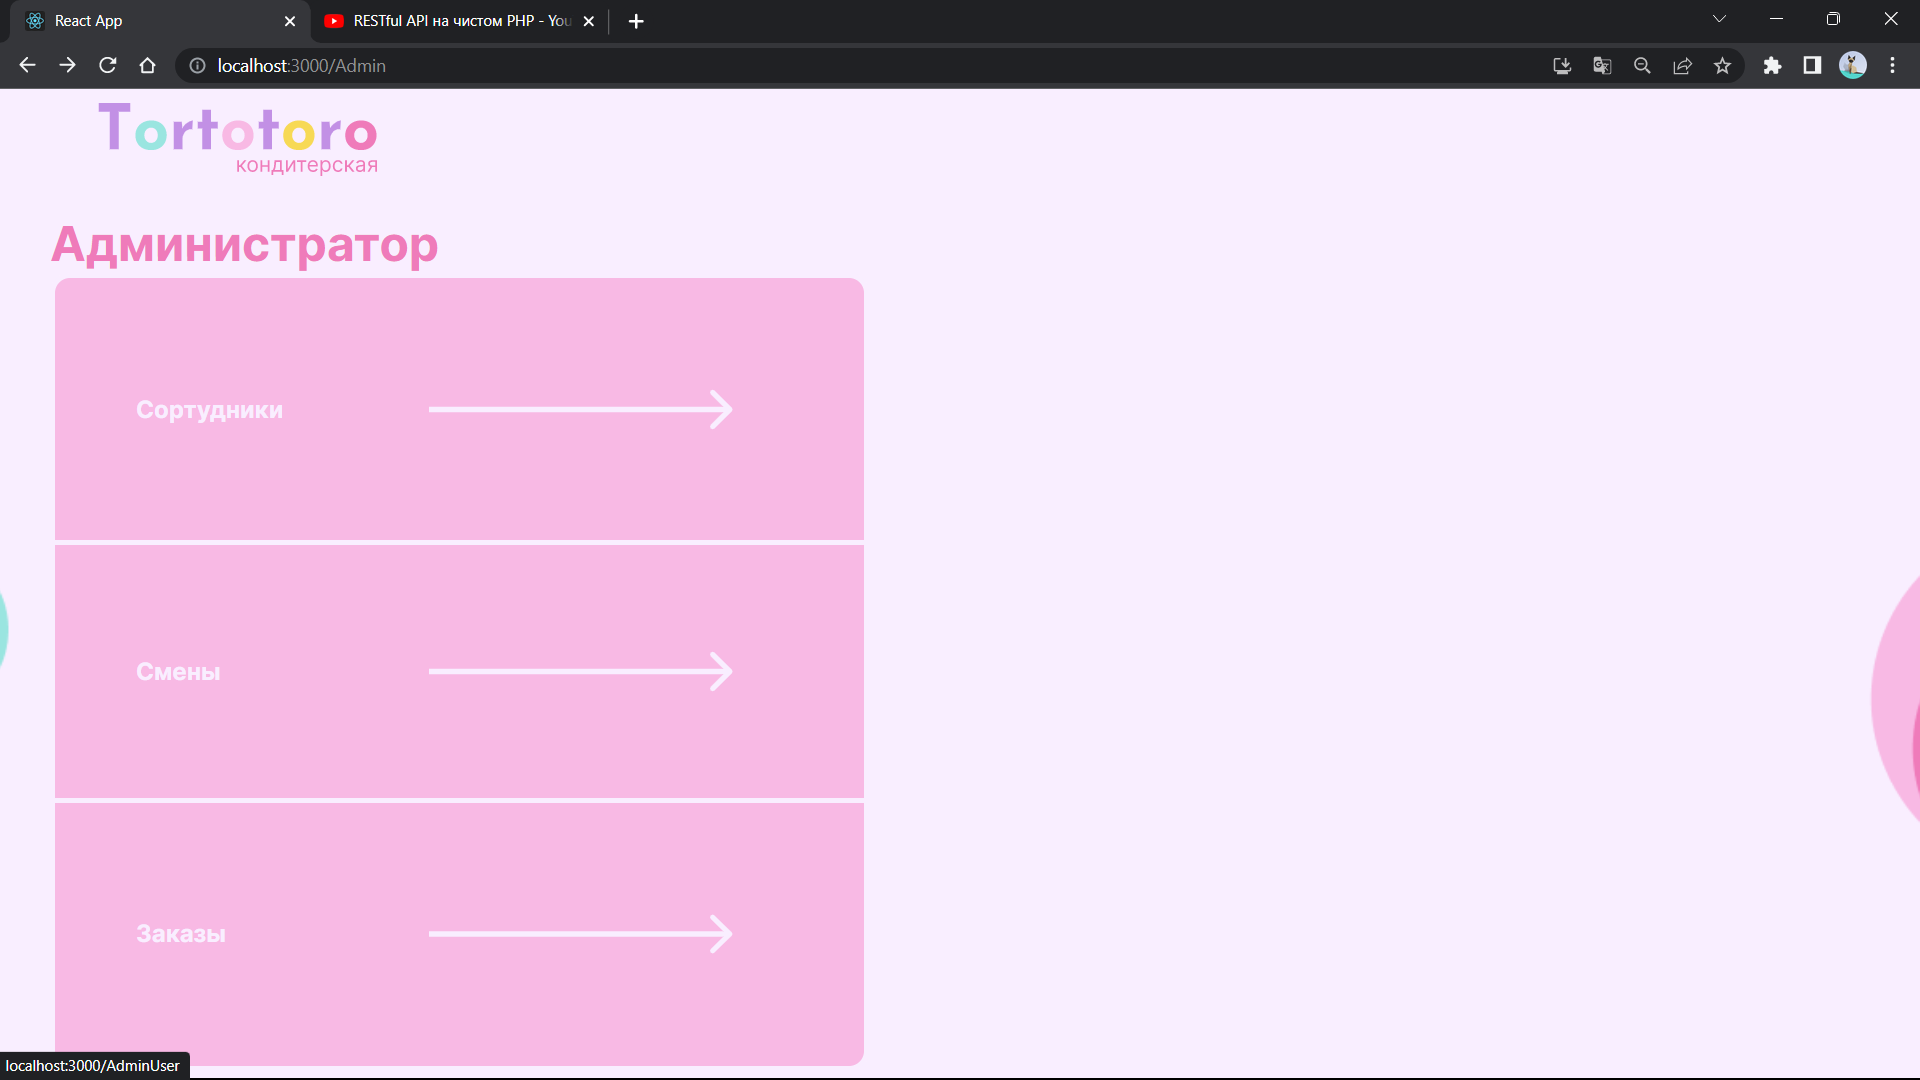 React App
RESTful API на чистом PHP - You
localhost:3000/Admin
Tortotoro
кондитерская
Администратор
Сортудники
Смены
Заказы
localhost:3000/AdminUser